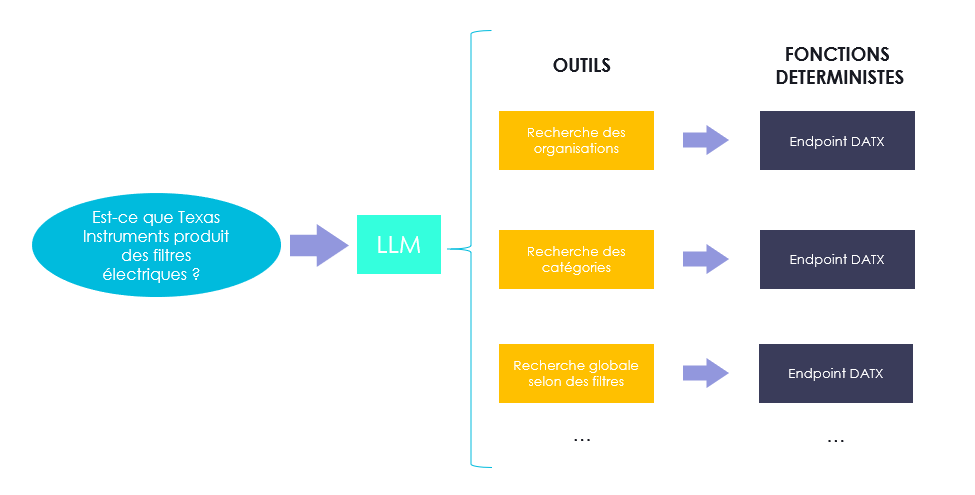 Est-ce que Texas
Instruments produit
des filtres
électriques ?
LLM
OUTILS
FONCTIONS
DETERMINISTES
Recherche des
organisations
Endpoint DATX
Recherche des
catégories
Endpoint DATX
Recherche globale
selon des filtres
Endpoint DATX
...
...